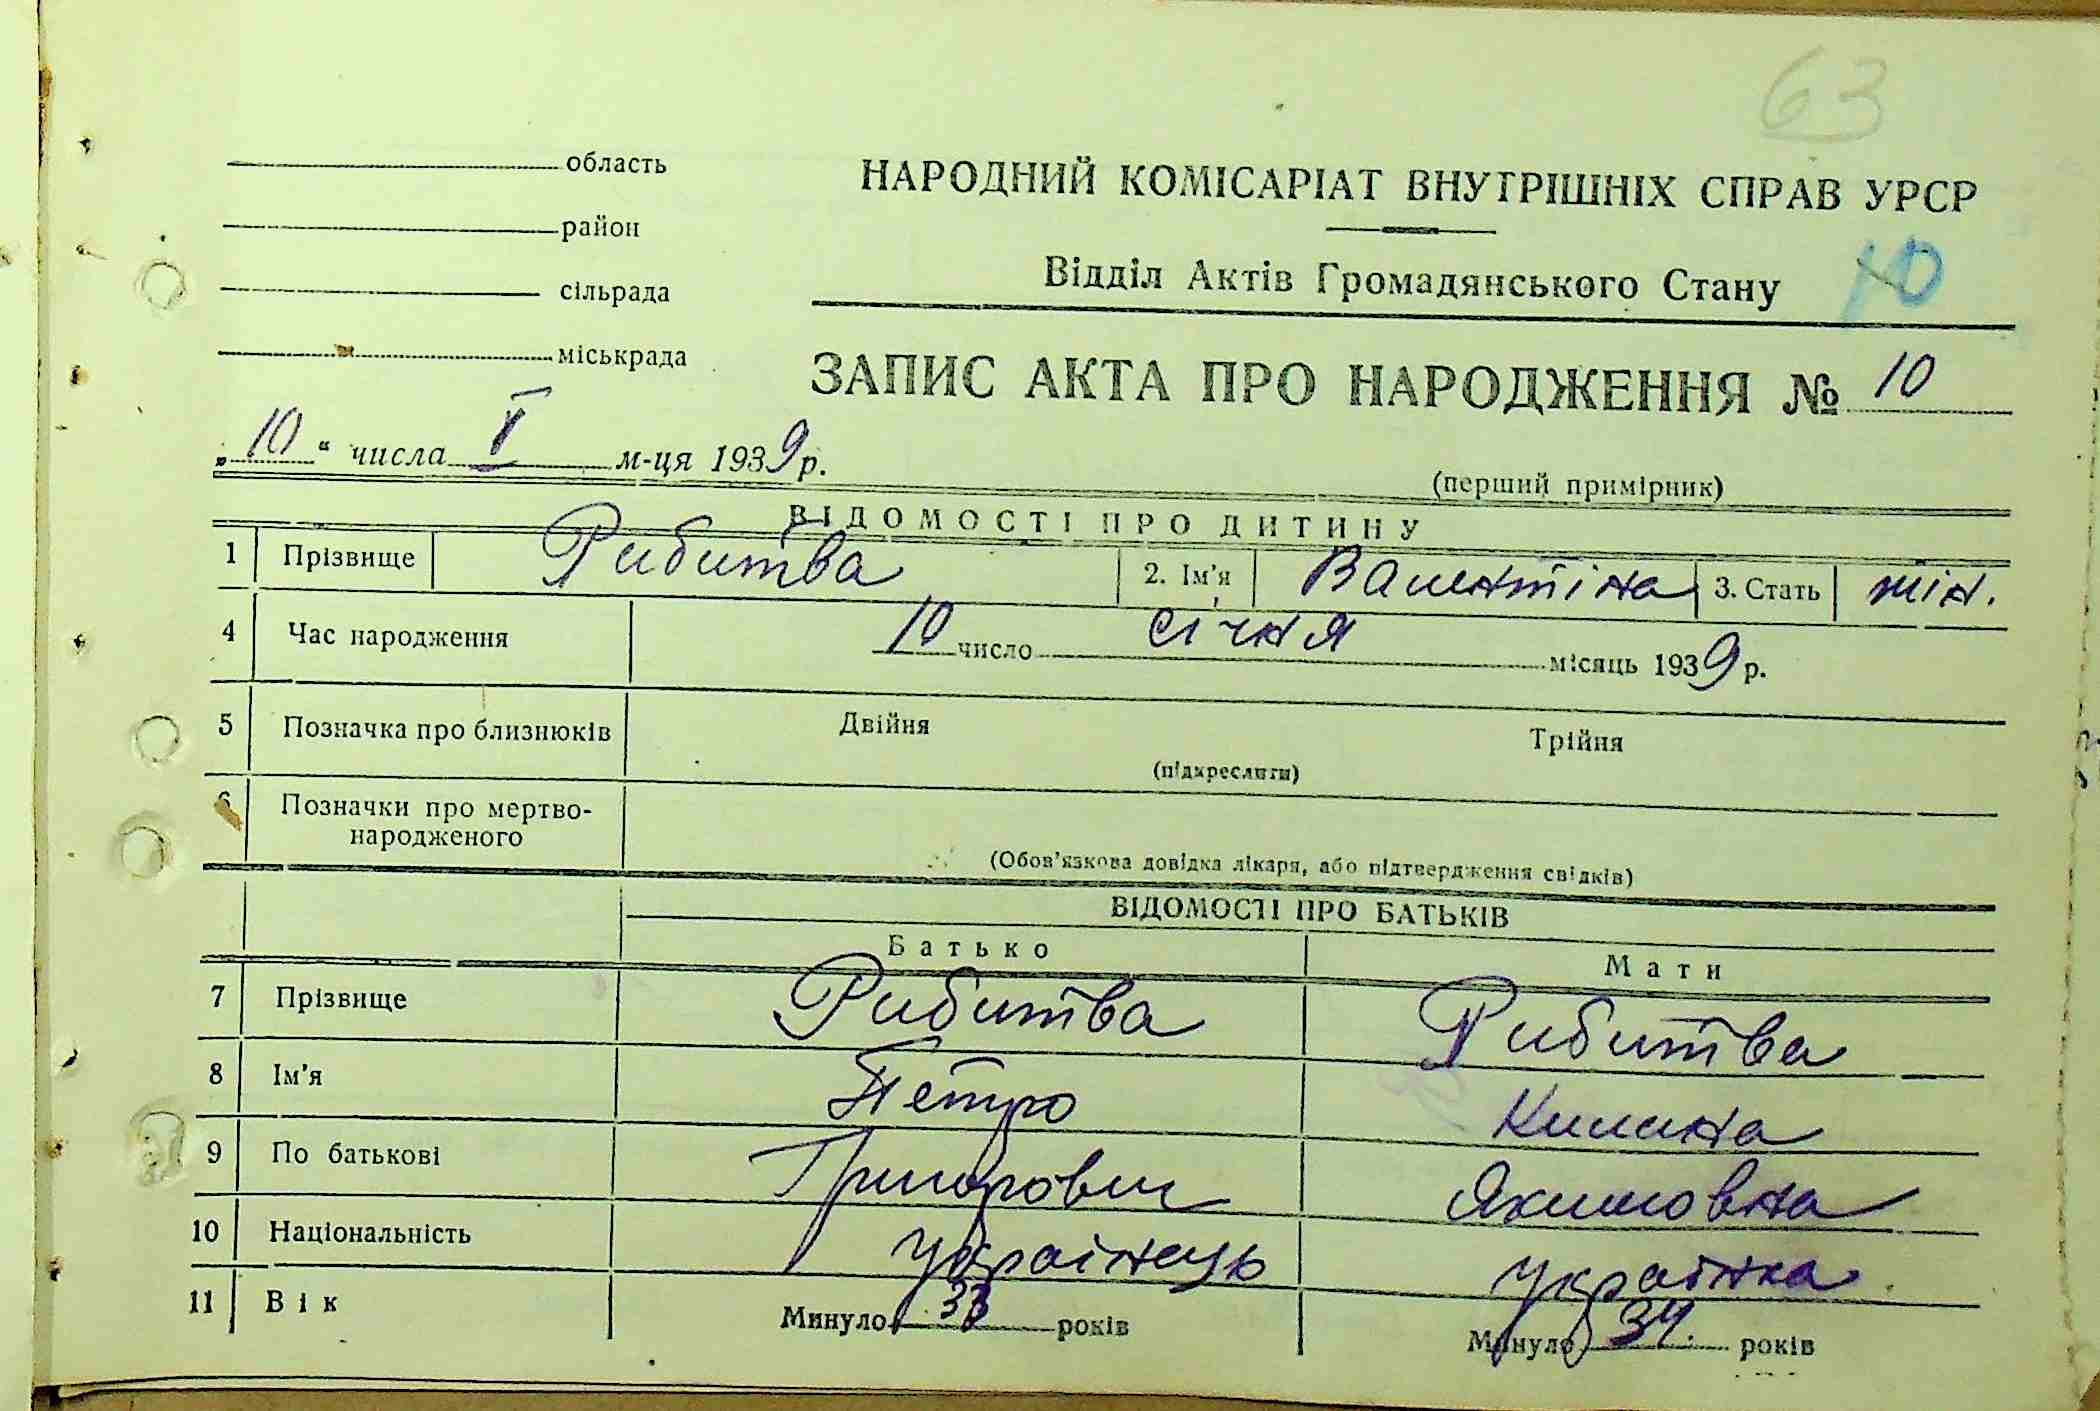 63
область
район
сільрада
міськрада
НАРОДНИЙ КОМІСАРІАТ ВНУТРІШНІХ СПРАВ УРСР
Відділ Актів Громадянського Стану
10
ЗАПИС АКТА ПРО НАРОДЖЕННЯ № 10
„10“ числа I м-ця 1939 р.
(перший примірник)
ВІДОМОСТІ ПРО ДИТИНУ
1 Прізвище Рибитва 2. Ім'я Валентіна 3. Стать жін.
4 Час народження 10 число січня місяць 1939 р.
5 Позначка про близнюків Двійня Трійня
(підкреслити)
6 Позначки про мертво-
народженого
(Обов'язкова довідка лікаря, або підтвердження свідків)
ВІДОМОСТІ ПРО БАТЬКІВ
Батько Мати
7 Прізвище Рибитва Рибитва
8 Ім'я Петро Килина
9 По батькові Григорович Якимовна
10 Національність українець українка
11 Вік Минуло 33 років Минуло 34 років